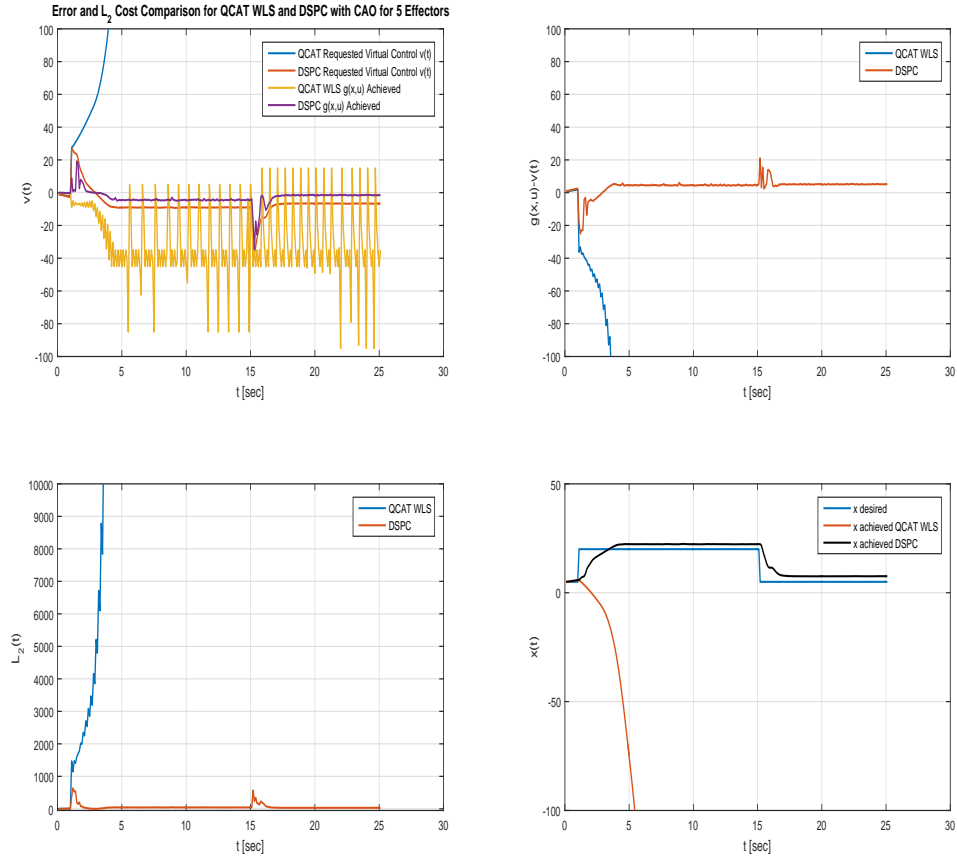 Error and L2 Cost Comparison for QCAT WLS and DSPC with CAO for 5 Effectors
100
80
60
40
20
0
-20
-40
-60
-80
-100
v(t)
0 5 10 15 20 25 30
t [sec]
QCAT Requested Virtual Control v(t)
DSPC Requested Virtual Control v(t)
QCAT WLS g(x,u) Achieved
DSPC g(x,u) Achieved
100
80
60
40
20
0
-20
-40
-60
-80
-100
g(x,u)-v(t)
0 5 10 15 20 25 30
t [sec]
QCAT WLS
DSPC
10000
9000
8000
7000
6000
5000
4000
3000
2000
1000
0
L2(t)
0 5 10 15 20 25 30
t [sec]
QCAT WLS
DSPC
50
0
-50
-100
x(t)
0 5 10 15 20 25 30
t [sec]
x desired
x achieved QCAT WLS
x achieved DSPC